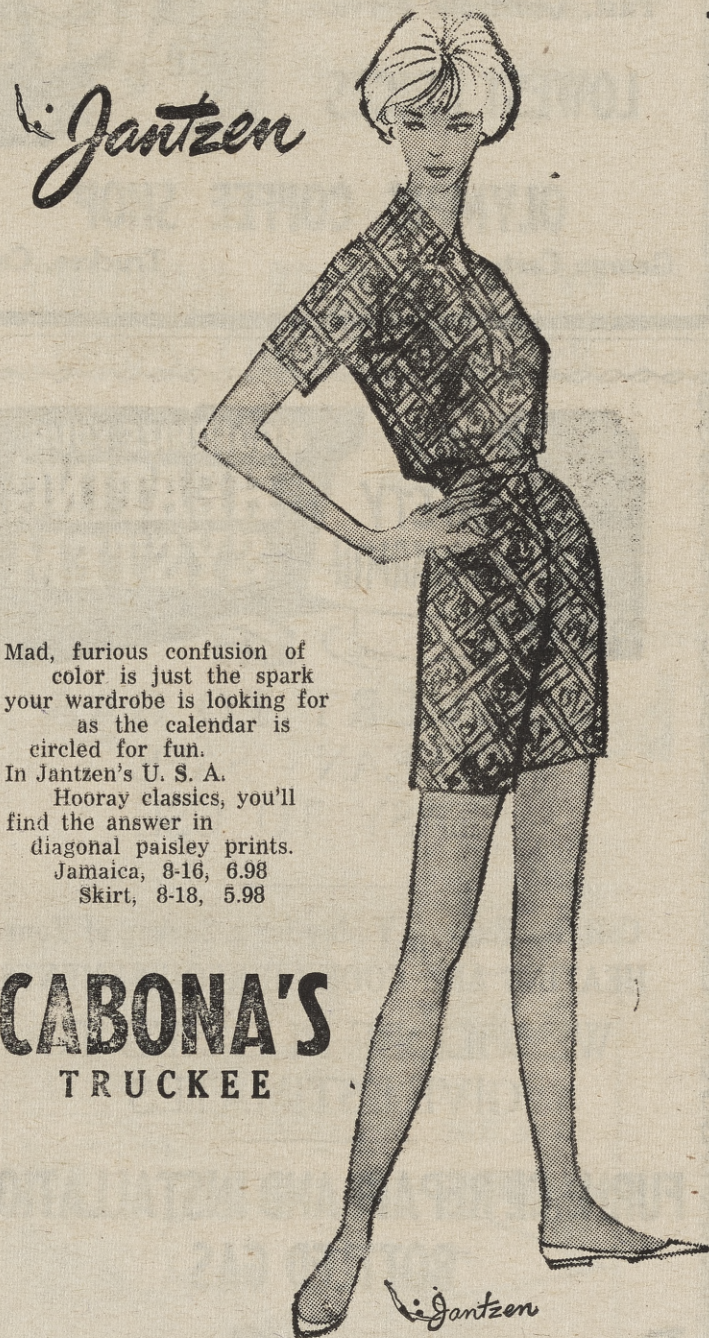 Jantzen
Mad, furious confusion of
color is just the spark
your wardrobe is looking for
as the calendar is
circled for fun.
In Jantzen's U. S. A.
Hooray classics, you'll
find the answer in
diagonal paisley prints.
Jamaica, 8-16, 6.98
Skirt, 8-18, 5.98
CABONA'S
TRUCKEE
Jantzen